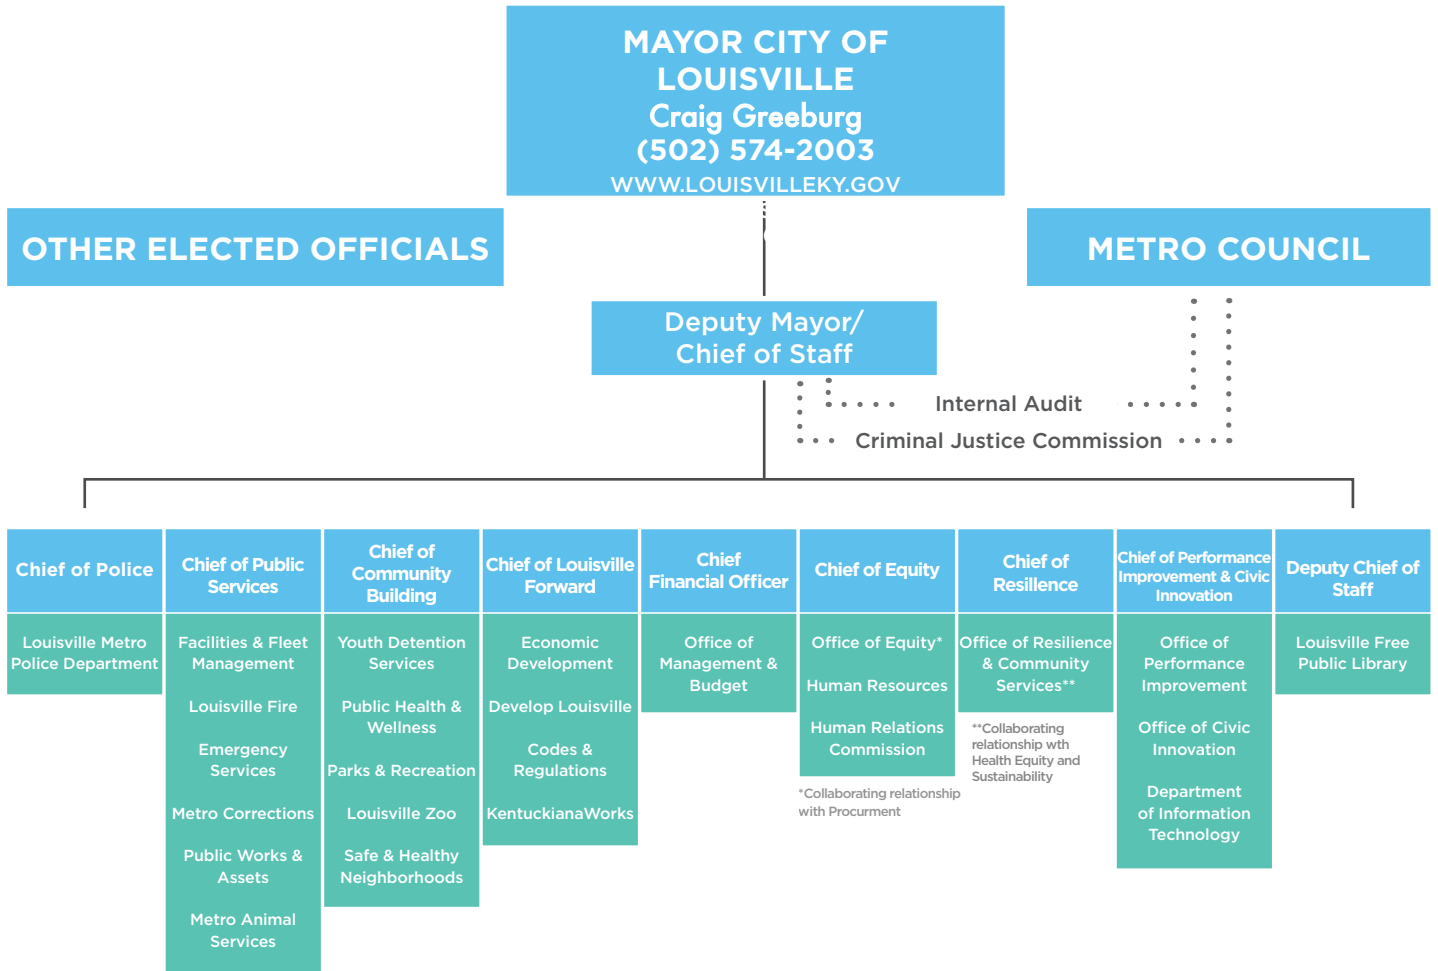 MAYOR CITY OF
LOUISVILLE
Craig Greeburg
(502) 574-2003
WWW.LOUISVILLEKY.GOV
OTHER ELECTED OFFICIALS
METRO COUNCIL
Deputy Mayor/
Chief of Staff
Internal Audit
Criminal Justice Commission
Chief of Police
Louisville Metro
Police Department
Chief of Public
Services
Facilities & Fleet
Management
Louisville Fire
Emergency
Services
Metro Corrections
Public Works &
Assets
Metro Animal
Services
Chief of
Community
Building
Youth Detention
Services
Public Health &
Wellness
Parks & Recreation
Louisville Zoo
Safe & Healthy
Neighborhoods
Chief of Louisville
Forward
Economic
Development
Develop Louisville
Codes &
Regulations
KentuckianaWorks
Chief
Financial Officer
Office of
Management &
Budget
Chief of Equity
Office of Equity*
Human Resources
Human Relations
Commission
*Collaborating relationship
with Procurment
Chief of
Resillence
Office of Resilience
& Community
Services**
**Collaborating
relationship wth
Health Equity and
Sustainability
Chief of Performance
Improvement & Civic
Innovation
Office of
Performance
Improvement
Office of Civic
Innovation
Department
of Information
Technology
Deputy Chief of
Staff
Louisville Free
Public Library